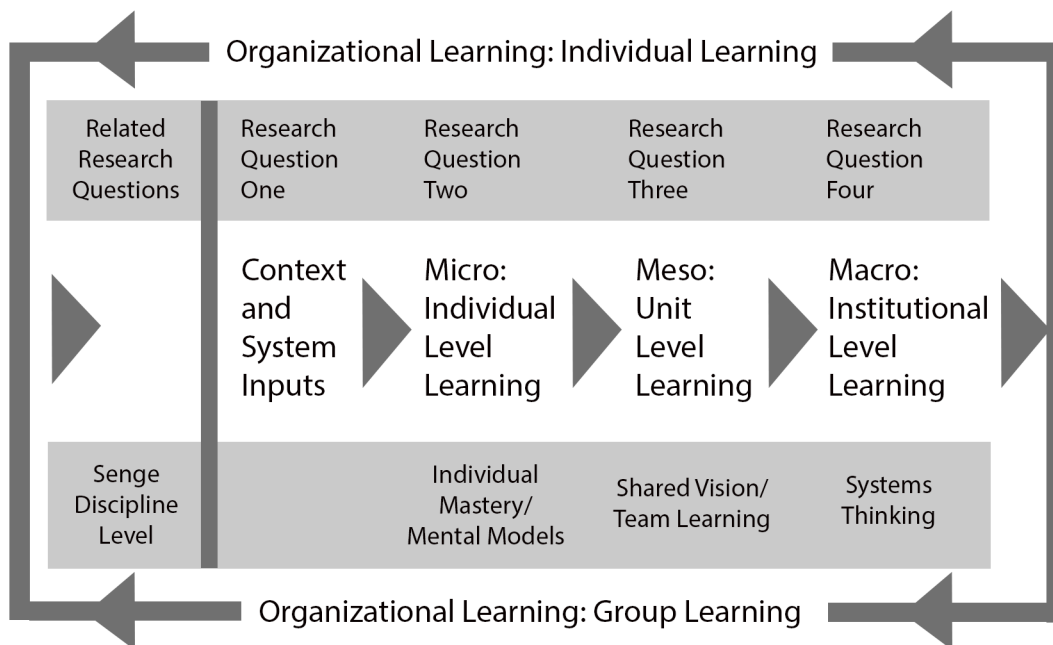 Organizational Learning: Individual Learning
Related
Research
Questions
Research
Question
One
Research
Question
Two
Research
Question
Three
Research
Question
Four
Context
and
System
Inputs
Micro:
Individual
Level
Learning
Meso:
Unit
Level
Learning
Macro:
Institutional
Level
Learning
Senge
Discipline
Level
Individual
Mastery/
Mental Models
Shared Vision/
Team Learning
Systems
Thinking
Organizational Learning: Group Learning